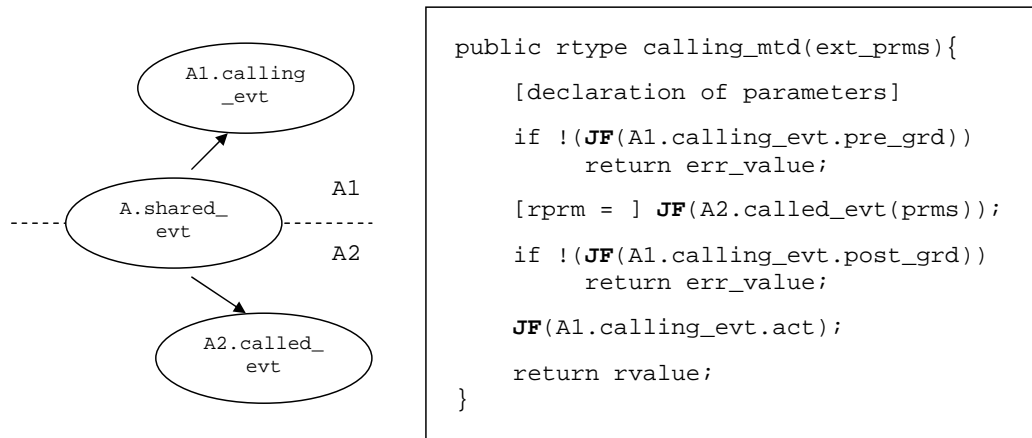 A1.calling
_evt
A.shared_
evt
A1
A2
A2.called_
evt
public rtype calling_mtd(ext_prms){
[declaration of parameters]
if !(JF(A1.calling_evt.pre_grd))
return err_value;
[rprm = ] JF(A2.called_evt(prms));
if !(JF(A1.calling_evt.post_grd))
return err_value;
JF(A1.calling_evt.act);
return rvalue;
}